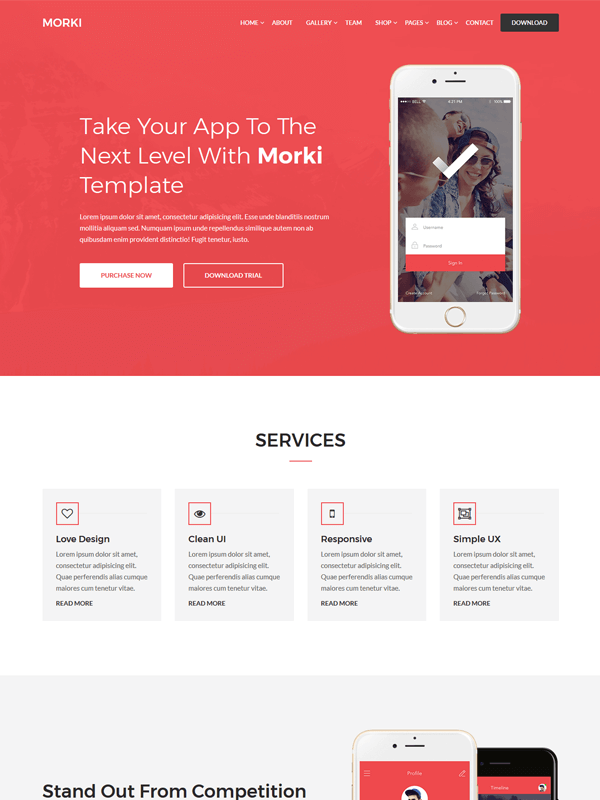 MORKI
HOME ABOUT GALLERY TEAM SHOP PAGES BLOG CONTACT DOWNLOAD
Take Your App To The
Next Level With Morki
Template
Lorem ipsum dolor sit amet, consectetur adipisicing elit. Esse unde blanditiis nostrum
mollitia aliquam sed. Numquam ipsum unde repellendus similique autem non ab
quibusdam enim provident distinctio! Fugit tenetur, iusto.
PURCHASE NOW
DOWNLOAD TRIAL
BELL 4:21 PM 100%
Username
Password
Sign In
Create Account
Forgot Password
SERVICES
Love Design
Lorem ipsum dolor sit amet,
consectetur adipisicing elit.
Quae perferendis alias cumque
maiores cum tenetur vitae.
READ MORE
Clean UI
Lorem ipsum dolor sit amet,
consectetur adipisicing elit.
Quae perferendis alias cumque
maiores cum tenetur vitae.
READ MORE
Responsive
Lorem ipsum dolor sit amet,
consectetur adipisicing elit.
Quae perferendis alias cumque
maiores cum tenetur vitae.
READ MORE
Simple UX
Lorem ipsum dolor sit amet,
consectetur adipisicing elit.
Quae perferendis alias cumque
maiores cum tenetur vitae.
READ MORE
Stand Out From Competition
Profile
Timeline